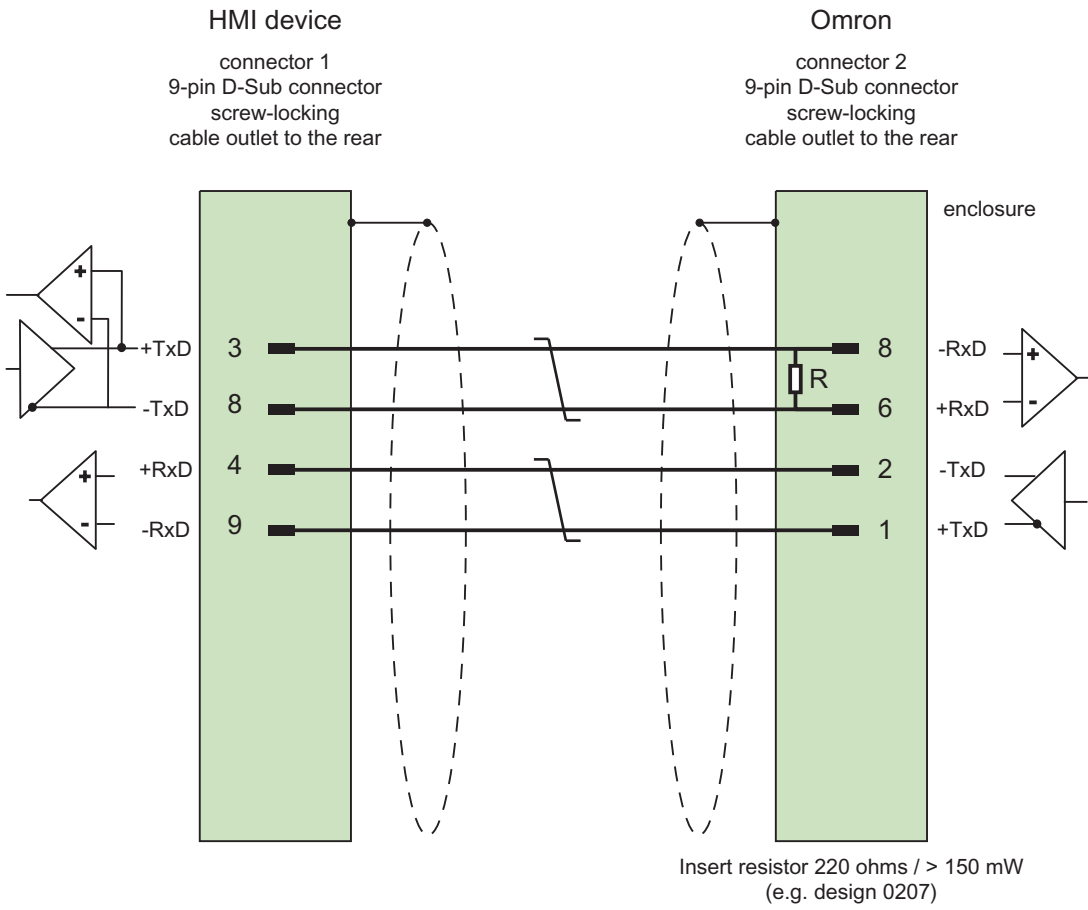 HMI device
connector 1
9-pin D-Sub connector
screw-locking
cable outlet to the rear
Omron
connector 2
9-pin D-Sub connector
screw-locking
cable outlet to the rear
enclosure
+
-
+TxD 3
8 -RxD
+
-
R
-TxD 8
6 +RxD
+RxD 4
2 -TxD
+
-
-RxD 9
1 +TxD
Insert resistor 220 ohms / > 150 mW
(e.g. design 0207)